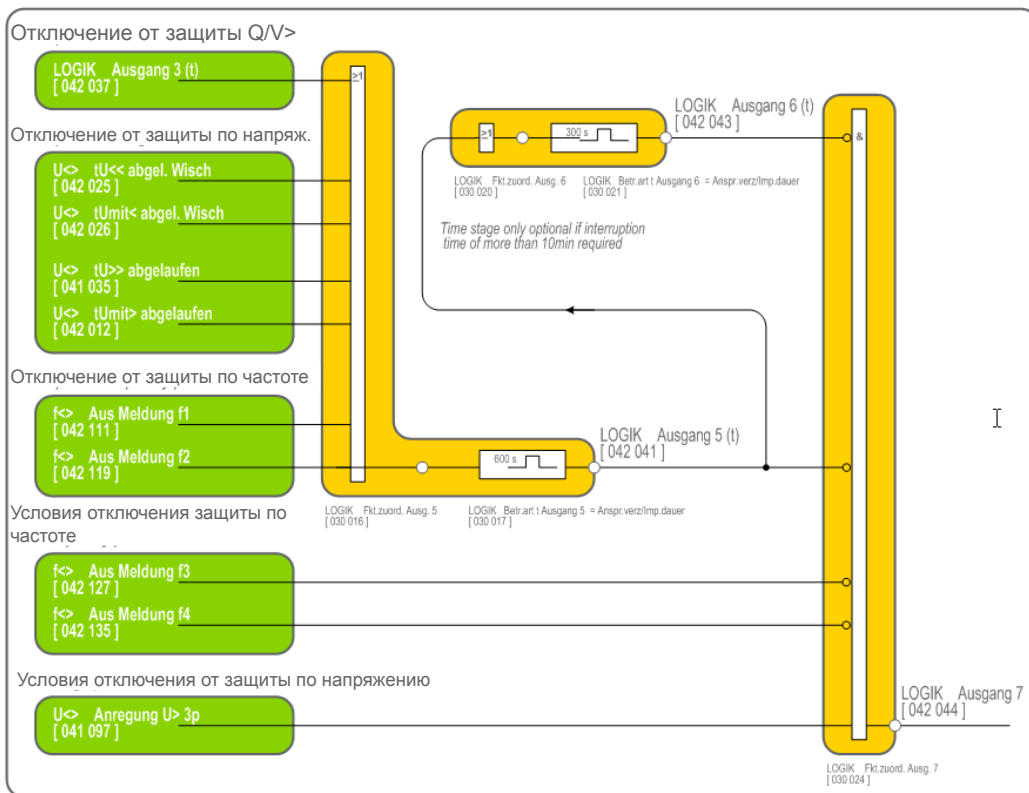 Отключение от защиты Q/V>
LOGIK Ausgang 3 (t)
[ 042 037 ]
≥1
Отключение от защиты по напряж.
U<> tU<< abgel. Wisch
[ 042 025 ]
U<> tUmit< abgel. Wisch
[ 042 026 ]
U<> tU>> abgelaufen
[ 041 035 ]
U<> tUmit> abgelaufen
[ 042 012 ]
LOGIK Ausgang 6 (t)
[ 042 043 ]
≥1
300 s
&
LOGIK Fkt.zuord. Ausg. 6
[ 030 020 ]
LOGIK Betr.art t Ausgang 6 = Anspr.verz/Imp.dauer
[ 030 021 ]
Time stage only optional if interruption
time of more than 10min required
Отключение от защиты по частоте
f<> Aus Meldung f1
[ 042 111 ]
f<> Aus Meldung f2
[ 042 119 ]
600 s
LOGIK Ausgang 5 (t)
[ 042 041 ]
LOGIK Fkt.zuord. Ausg. 5
[ 030 016 ]
LOGIK Betr.art t Ausgang 5 = Anspr.verz/Imp.dauer
[ 030 017 ]
Условия отключения защиты по
частоте
f<> Aus Meldung f3
[ 042 127 ]
f<> Aus Meldung f4
[ 042 135 ]
Условия отключения от защиты по напряжению
U<> Anregung U> 3p
[ 041 097 ]
LOGIK Ausgang 7
[ 042 044 ]
LOGIK Fkt.zuord. Ausg. 7
[ 030 024 ]